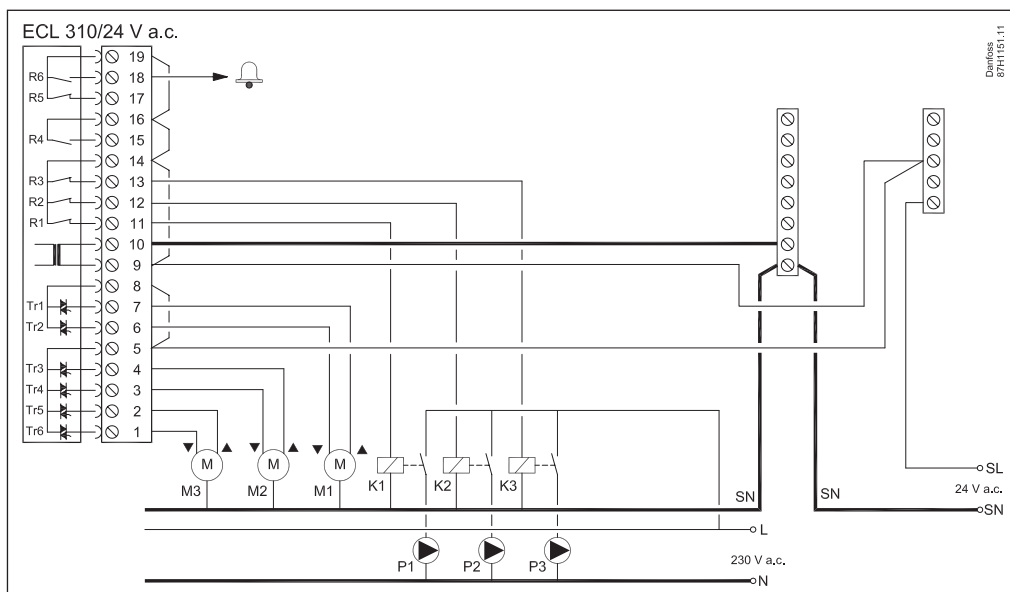 ECL 310/24 V a.c.
Danfoss
87H1151.11
19
R6 18
R5 17
16
R4 15
14
R3 13
R2 12
R1 11
10
9
8
Tr1 7
Tr2 6
5
Tr3 4
Tr4 3
Tr5 2
Tr6 1
M M M
M3 M2 M1 K1 K2 K3
SL
24 V a.c.
SN SN SN
L
P1 P2 P3
230 V a.c.
N